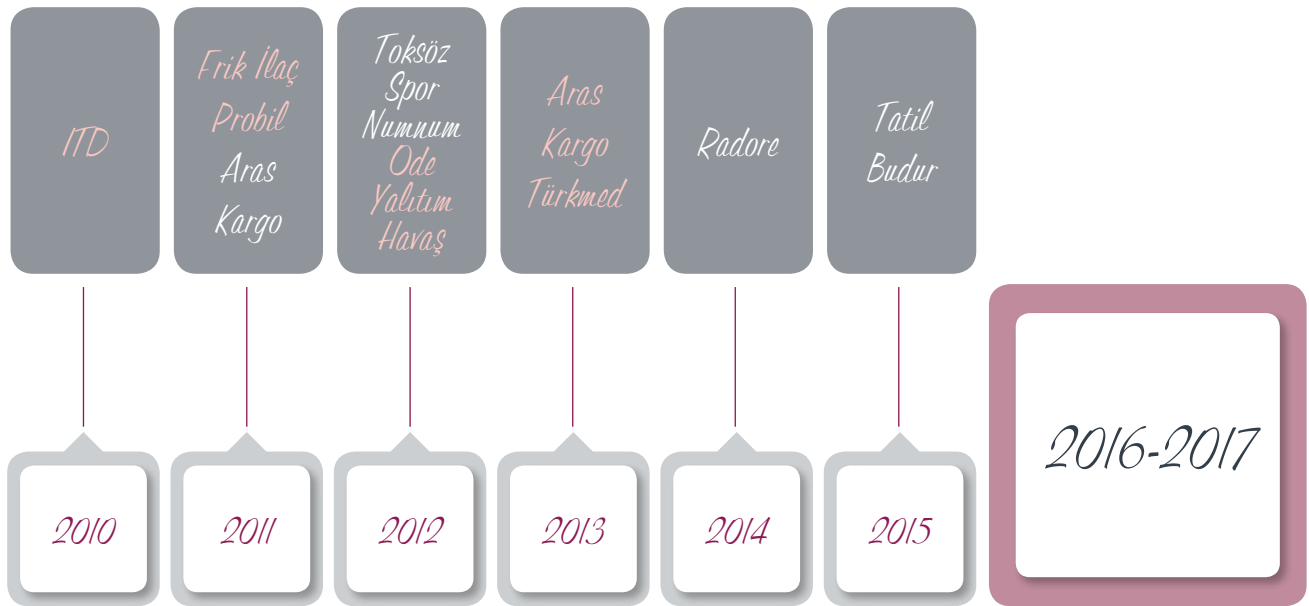 ITD
Frik İlaç
Probil
Aras
Kargo
Toksöz
Spor
Numnum
Ode
Yalıtım
Havaş
Aras
Kargo
Türkmed
Radore
Tatil
Budur
2010
2011
2012
2013
2014
2015
2016-2017